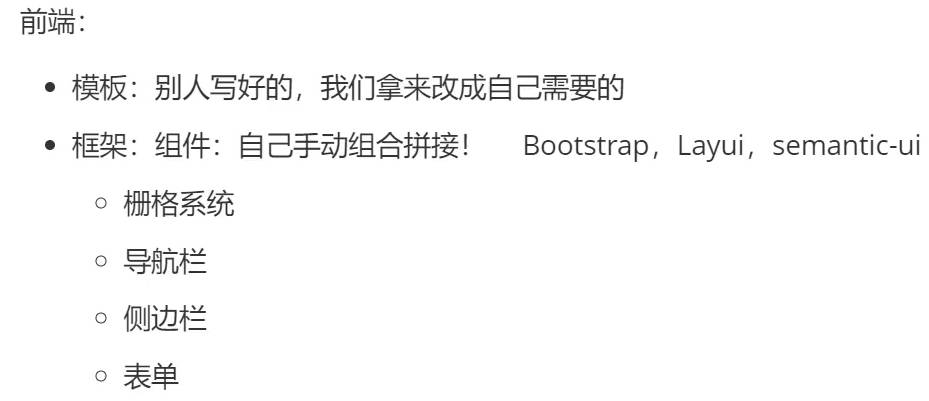 前端：
模板：别人写好的，我们拿来改成自己需要的
框架：组件：自己手动组合拼接！ Bootstrap，Layui，semantic-ui
栅格系统
导航栏
侧边栏
表单